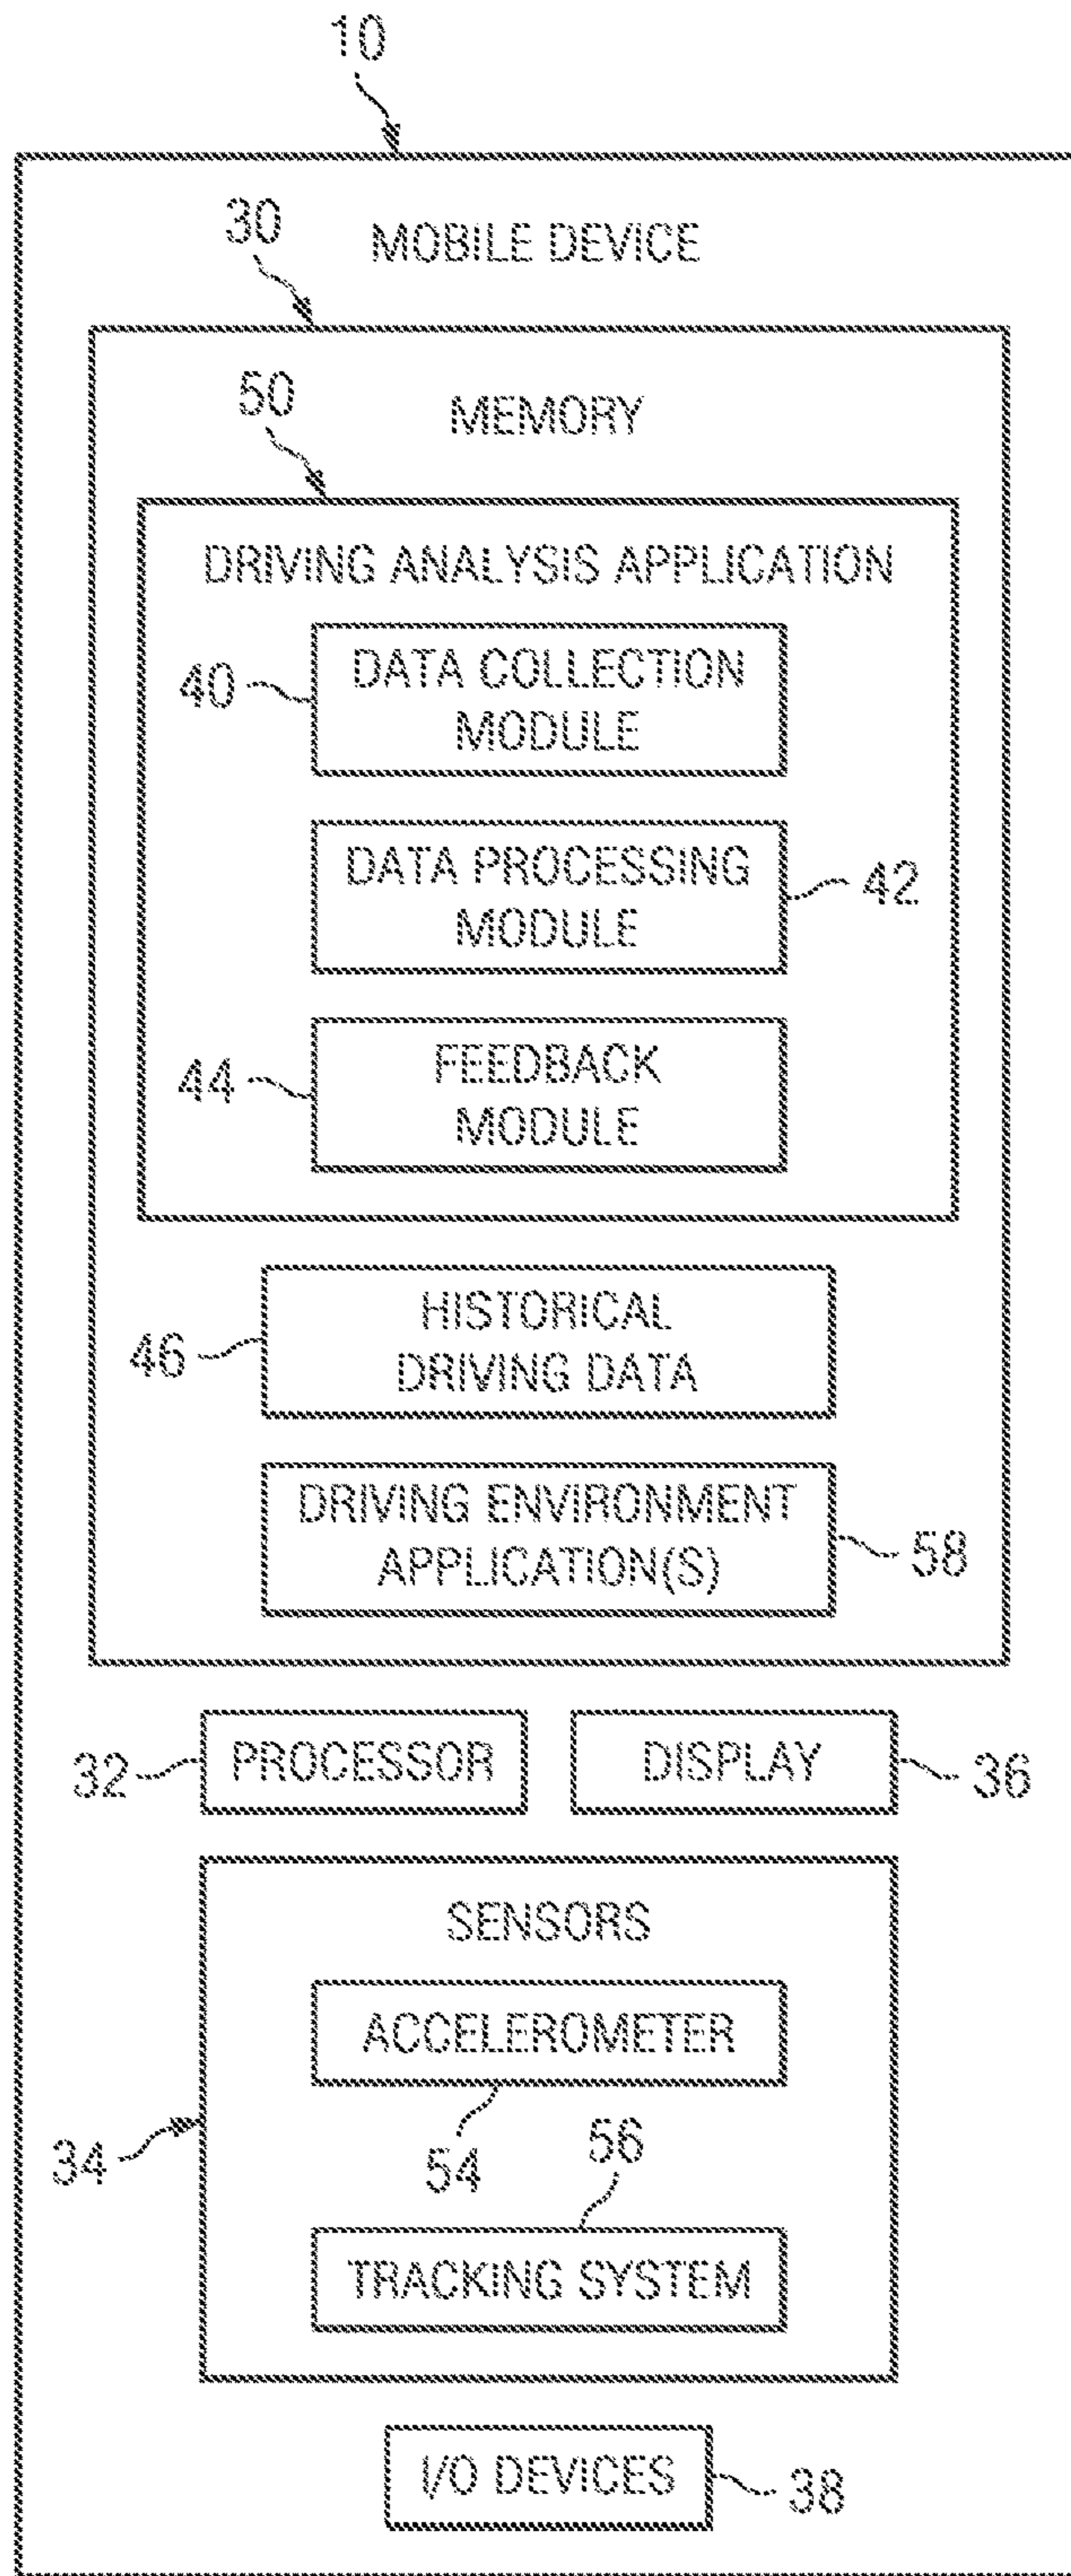 10
MOBILE DEVICE
30
MEMORY
50
DRIVING ANALYSIS APPLICATION
40
DATA COLLECTION
MODULE
DATA PROCESSING
MODULE
42
44
FEEDBACK
MODULE
46
HISTORICAL
DRIVING DATA
DRIVING ENVIRONMENT
APPLICATION(S)
58
32
PROCESSOR
DISPLAY
36
SENSORS
ACCELEROMETER
34
54
56
TRACKING SYSTEM
I/O DEVICES
38